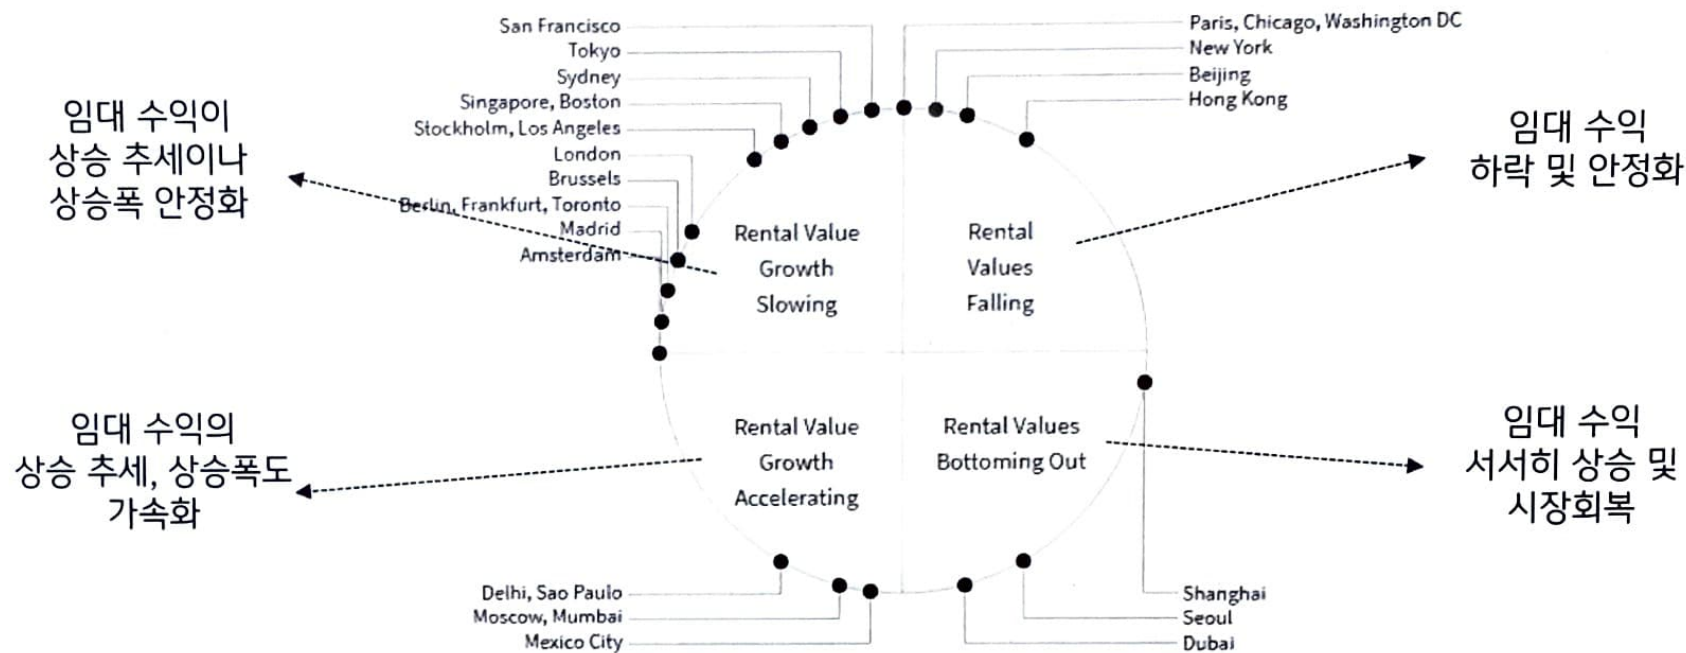 San Francisco
Tokyo
Sydney
Singapore, Boston
Stockholm, Los Angeles
London
Brussels
Berlin, Frankfurt, Toronto
Madrid
Amsterdam
Paris, Chicago, Washington DC
New York
Beijing
Hong Kong
임대 수익이
상승 추세이나
상승폭 안정화
Rental Value
Growth
Slowing
Rental
Values
Falling
임대 수익
하락 및 안정화
임대 수익의
상승 추세, 상승폭도
가속화
Rental Value
Growth
Accelerating
Rental Values
Bottoming Out
임대 수익
서서히 상승 및
시장회복
Delhi, Sao Paulo
Moscow, Mumbai
Mexico City
Shanghai
Seoul
Dubai